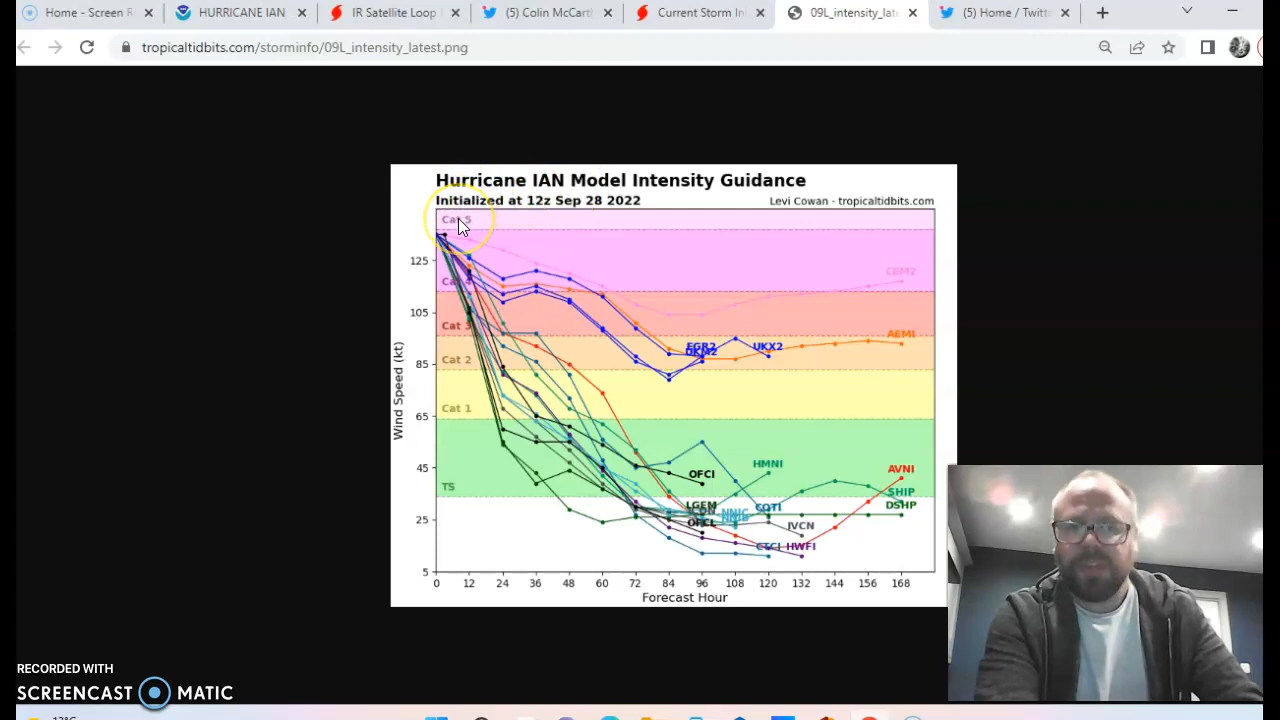 Home - Screen R
HURRICANE IAN
IR Satellite Loop
(5) Colin McCart
Current Storm In
09L_intensity_lat
(5) Home / Twitt
tropicaltidbits.com/storminfo/09L_intensity_latest.png
Hurricane IAN Model Intensity Guidance
Initialized at 12z Sep 28 2022
Levi Cowan - tropicaltidbits.com
Cat 5
Cat 4
Cat 3
Cat 2
Cat 1
TS
125
105
85
65
45
25
5
Wind Speed (kt)
CEM2
AEMI
EGR2
UKM2
UKX2
OFCI
HMNI
AVNI
SHIP
DSHP
LGEM
COTI
NNIC
OFCL
IVCN
CTCI
HWFI
0 12 24 36 48 60 72 84 96 108 120 132 144 156 168
Forecast Hour
RECORDED WITH
SCREENCAST MATIC